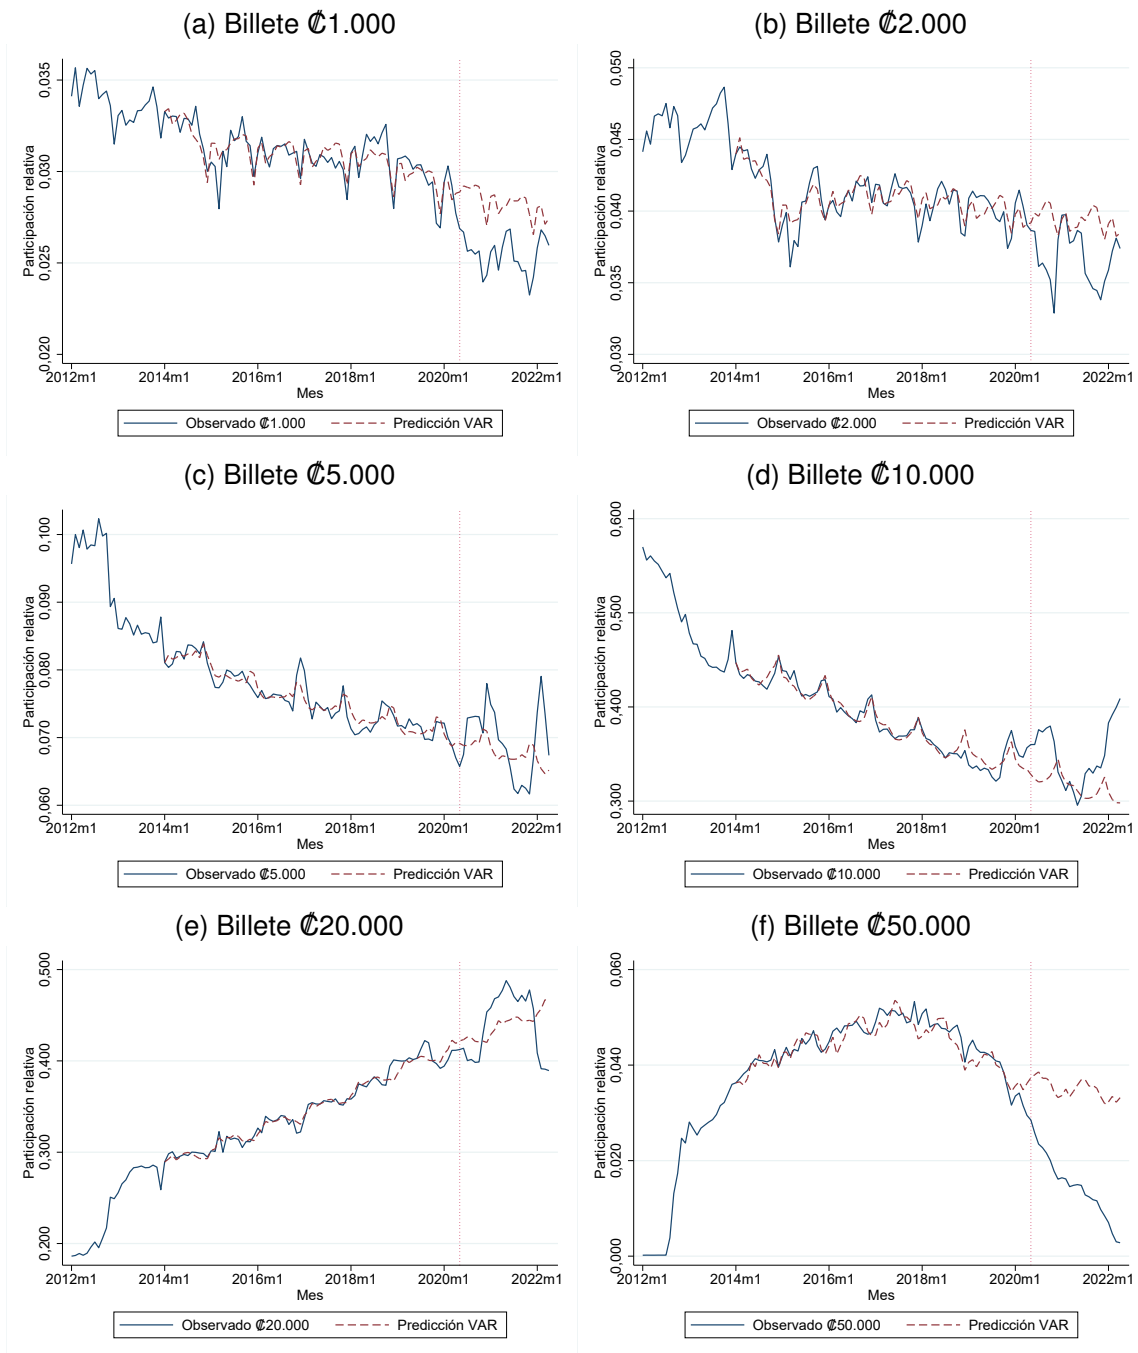 (a) Billete ₡1.000
Participación relativa
0,035
0,030
0,025
0,020
2012m1 2014m1 2016m1 2018m1 2020m1 2022m1
Mes
Observado ₡1.000 Predicción VAR
(b) Billete ₡2.000
Participación relativa
0,050
0,045
0,040
0,035
0,030
2012m1 2014m1 2016m1 2018m1 2020m1 2022m1
Mes
Observado ₡2.000 Predicción VAR
(c) Billete ₡5.000
Participación relativa
0,100
0,090
0,080
0,070
0,060
2012m1 2014m1 2016m1 2018m1 2020m1 2022m1
Mes
Observado ₡5.000 Predicción VAR
(d) Billete ₡10.000
Participación relativa
0,600
0,500
0,400
0,300
2012m1 2014m1 2016m1 2018m1 2020m1 2022m1
Mes
Observado ₡10.000 Predicción VAR
(e) Billete ₡20.000
Participación relativa
0,500
0,400
0,300
0,200
2012m1 2014m1 2016m1 2018m1 2020m1 2022m1
Mes
Observado ₡20.000 Predicción VAR
(f) Billete ₡50.000
Participación relativa
0,060
0,040
0,020
0,000
2012m1 2014m1 2016m1 2018m1 2020m1 2022m1
Mes
Observado ₡50.000 Predicción VAR